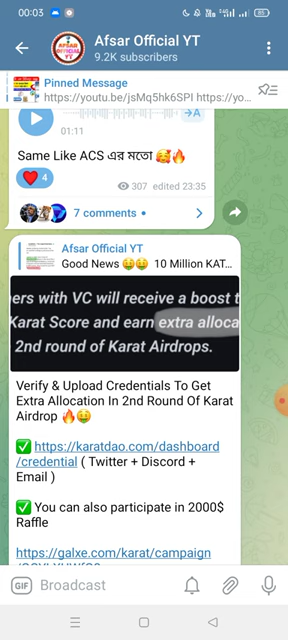 00:03
85
AFSAR
OFFICIAL
YT
Afsar Official YT
9.2K subscribers
Pinned Message
https://youtu.be/jsMq5hk6SPI https://yo...
→A
01:11
Same Like ACS এর মতো 🥰🔥
❤️ 4
307 edited 23:35
7 comments
Afsar Official YT
Good News 🤑🤑 10 Million KAT...
ers with VC will receive a boost t
Karat Score and earn extra alloca
2nd round of Karat Airdrops.
Verify & Upload Credentials To Get
Extra Allocation In 2nd Round Of Karat
Airdrop 🔥🤑
✅ https://karatdao.com/dashboard
/credential ( Twitter + Discord +
Email )
✅ You can also participate in 2000$
Raffle
https://galxe.com/karat/campaign
GIF Broadcast